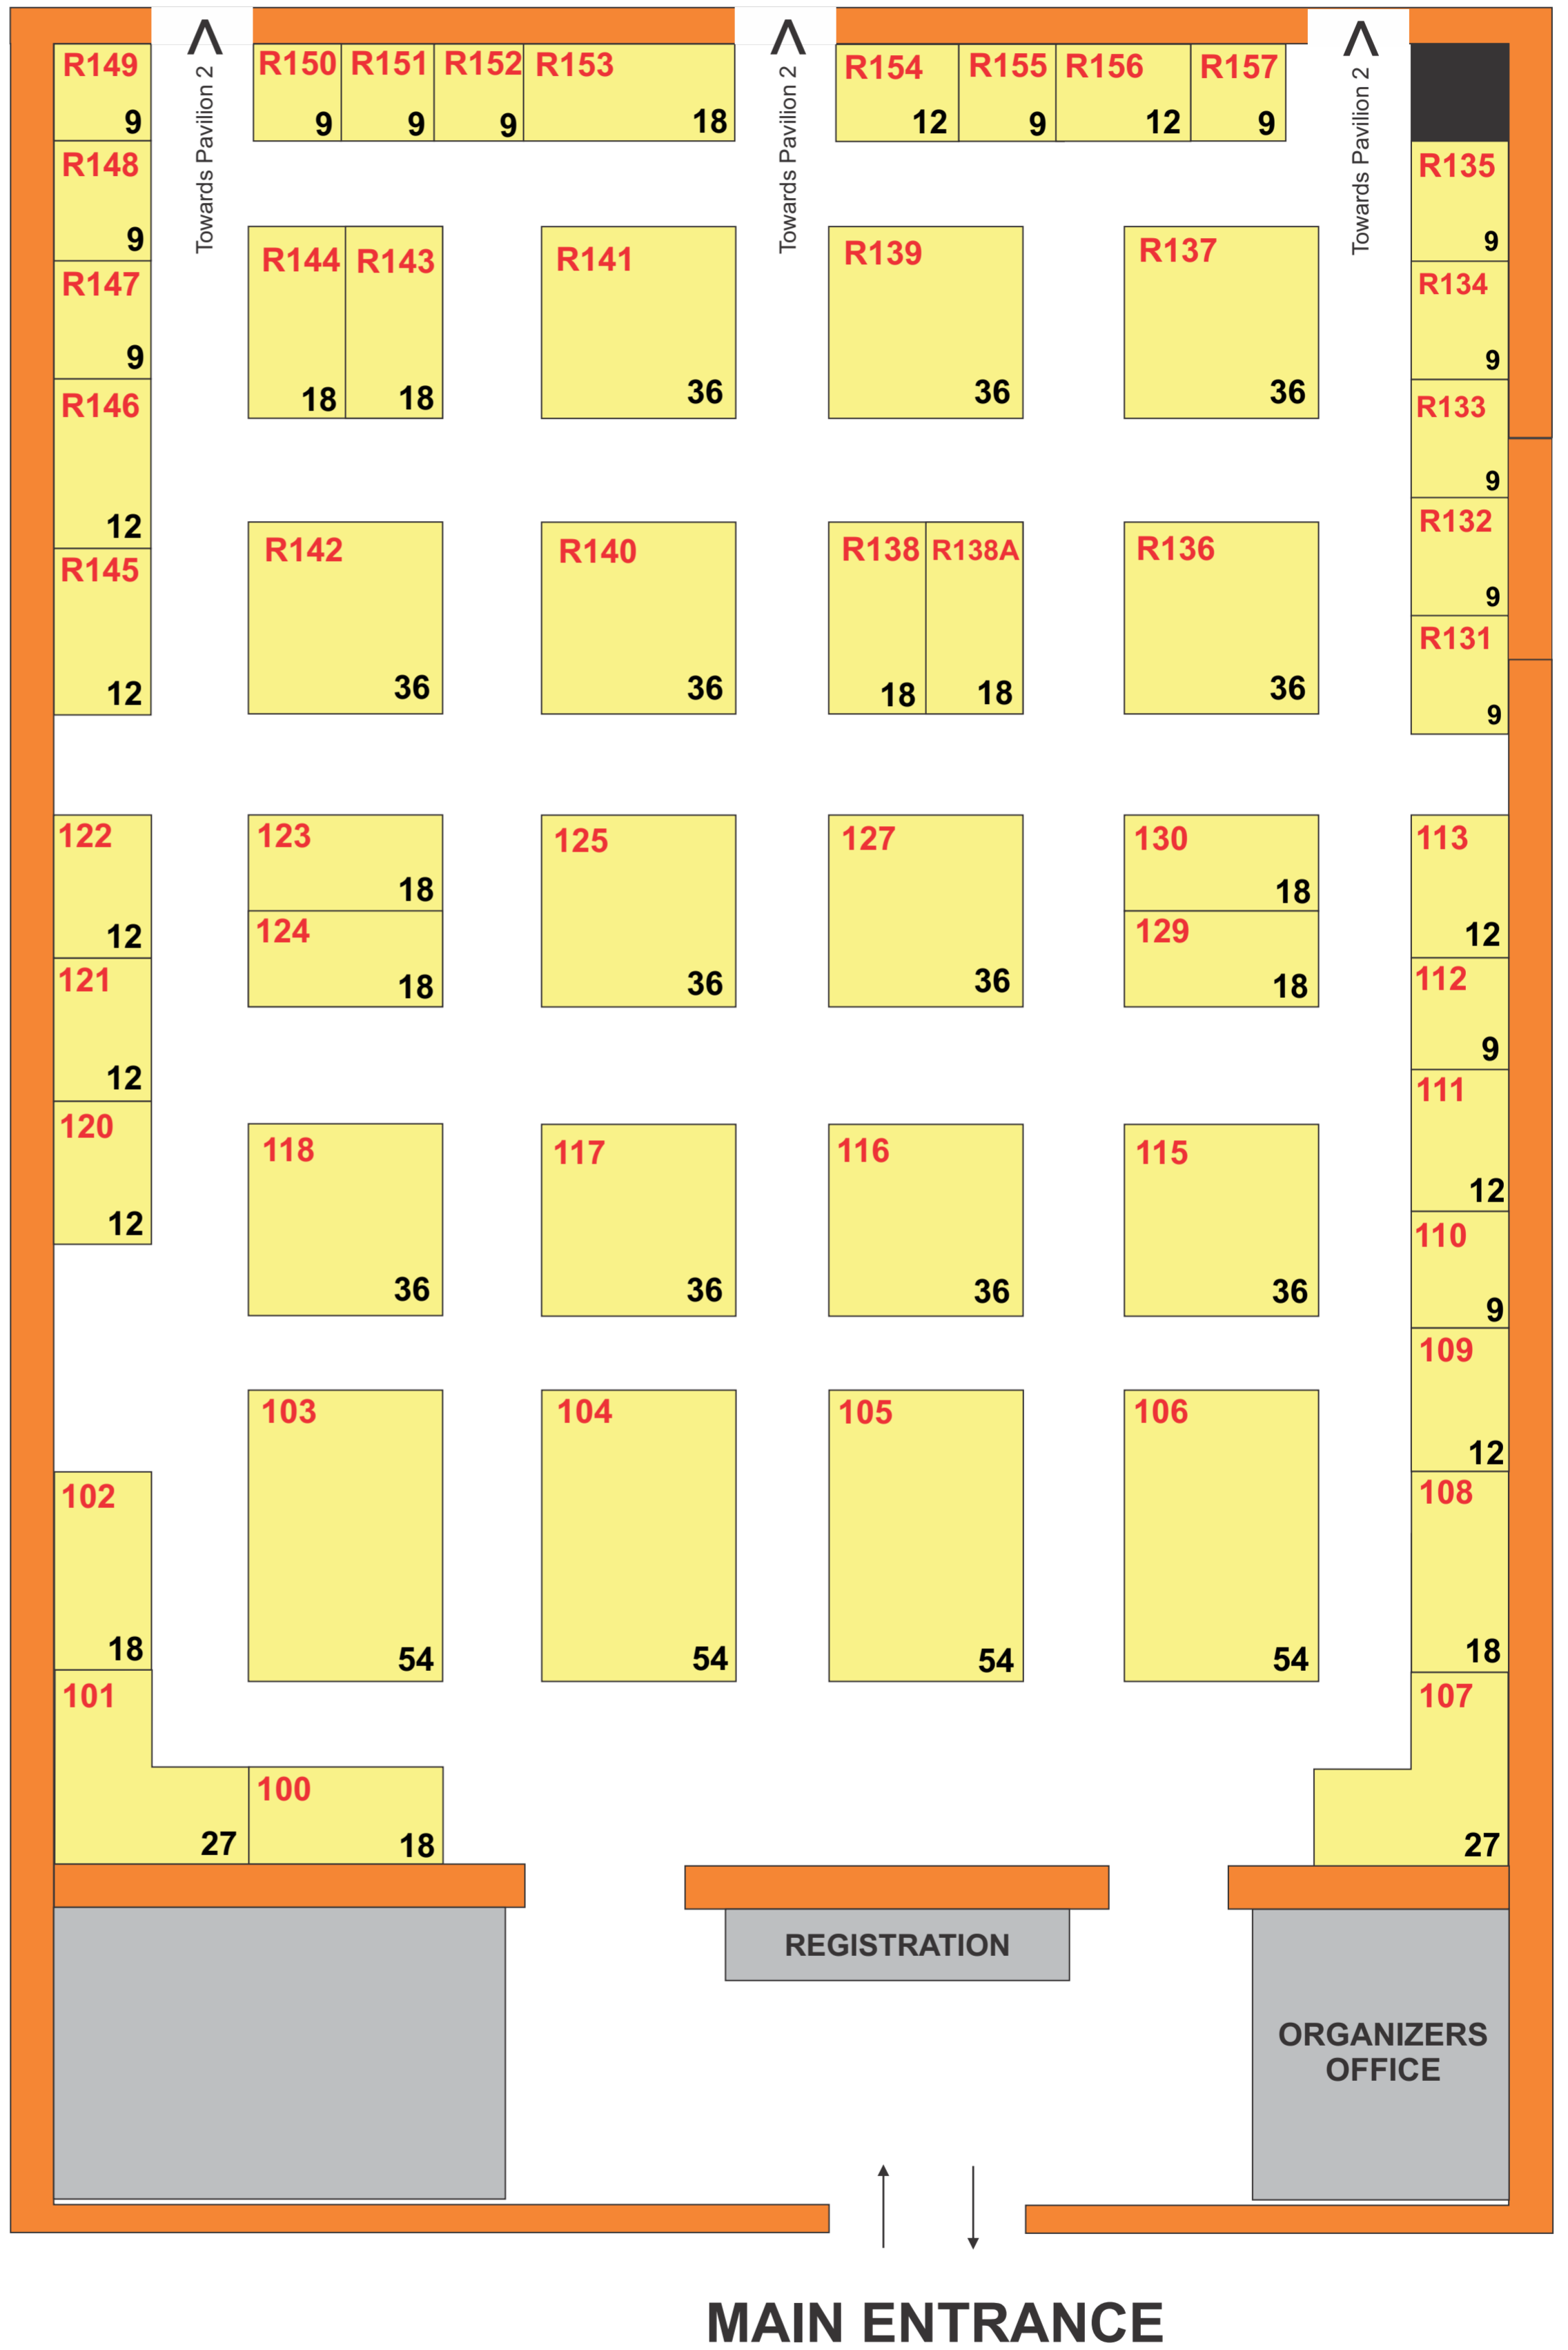 R149
9
Towards Pavilion 2
R150
9
R151
9
R152
9
R153
18
Towards Pavilion 2
R154
12
R155
9
R156
12
R157
9
Towards Pavilion 2
R148
9
R147
9
R146
12
R145
12
R144
18
R143
18
R141
36
R139
36
R137
36
R135
9
R134
9
R133
9
R132
9
R131
9
R142
36
R140
36
R138
18
R138A
18
R136
36
122
12
121
12
120
12
123
18
124
18
125
36
127
36
130
18
129
18
113
12
112
9
111
12
110
9
109
12
108
18
107
27
118
36
117
36
116
36
115
36
103
54
104
54
105
54
106
54
102
18
101
27
100
18
REGISTRATION
ORGANIZERS
OFFICE
MAIN ENTRANCE